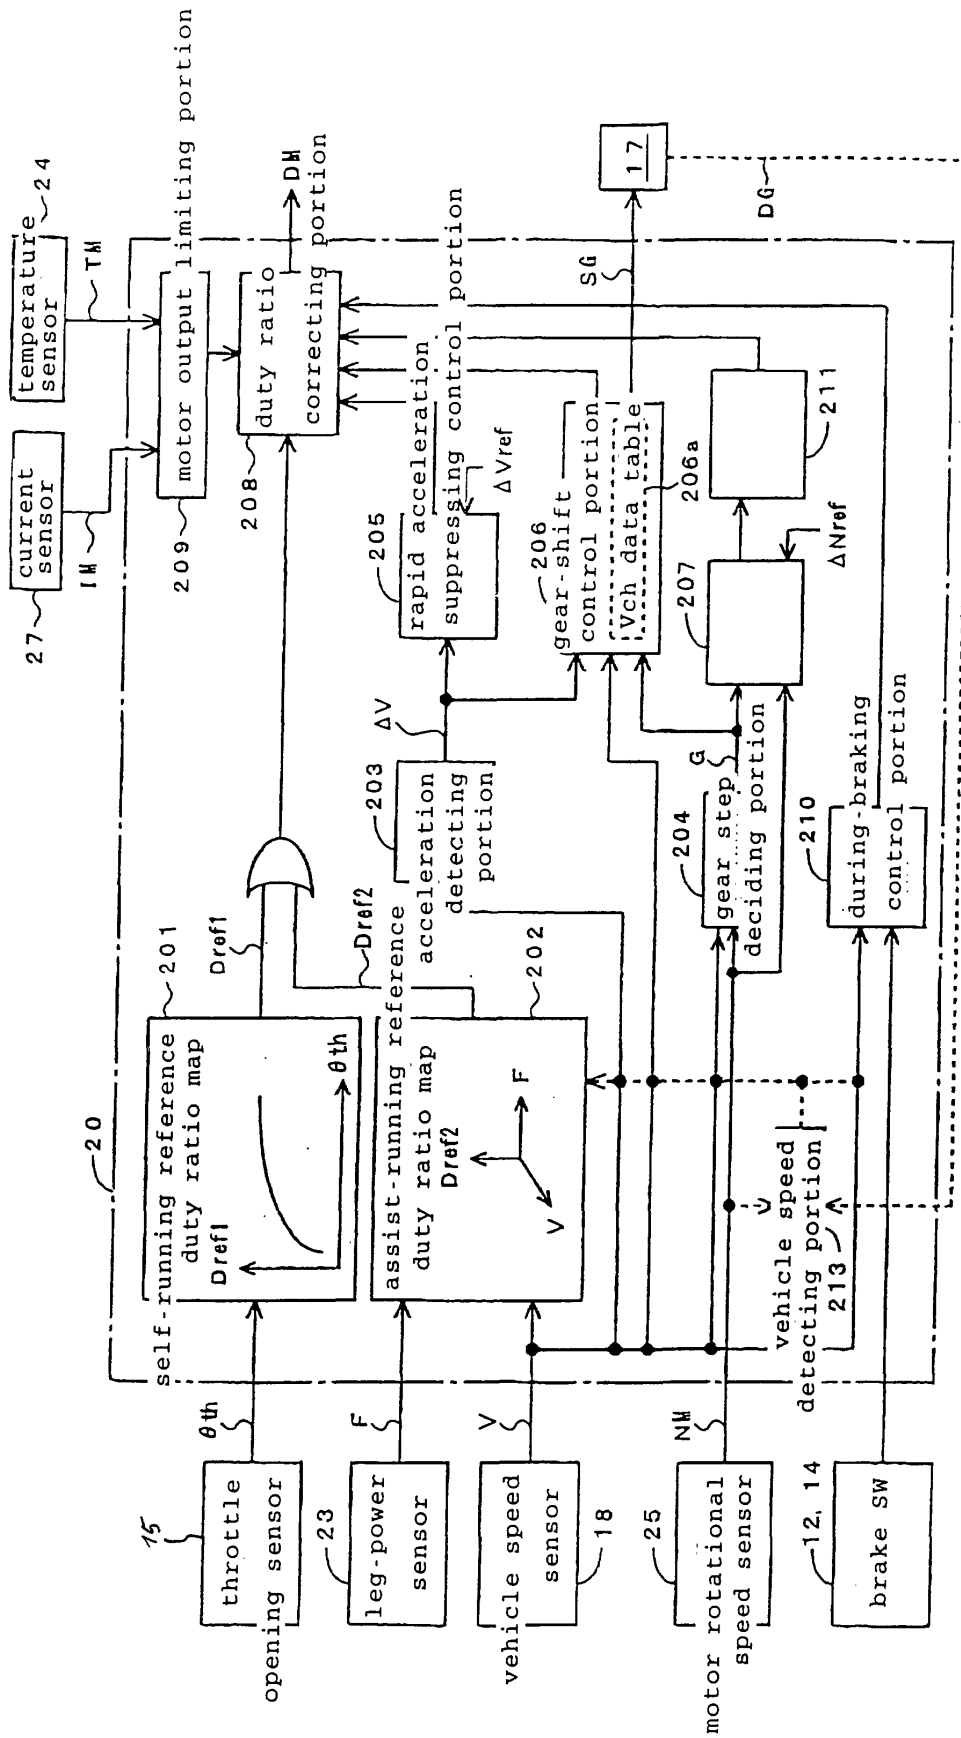 20
15
throttle
opening sensor
θth
self-running reference
duty ratio map
201
Dref1
θth
Dref1
23
leg-power
sensor
F
assist-running reference
duty ratio map
202
Dref2
F
V
Dref2
vehicle speed
sensor
18
V
25
motor rotational
speed sensor
NM
12, 14
brake SW
vehicle speed
detecting portion
213
203
acceleration
detecting
portion
ΔV
204
gear step
deciding portion
G
210
during-braking
control portion
205
rapid acceleration
suppressing control portion
ΔVref
206
gear-shift
control portion
Vch data table
206a
207
ΔNref
211
27
current
sensor
IM
temperature
sensor
24
TM
209
motor output limiting portion
208
duty ratio
correcting portion
DM
SG
17
DG